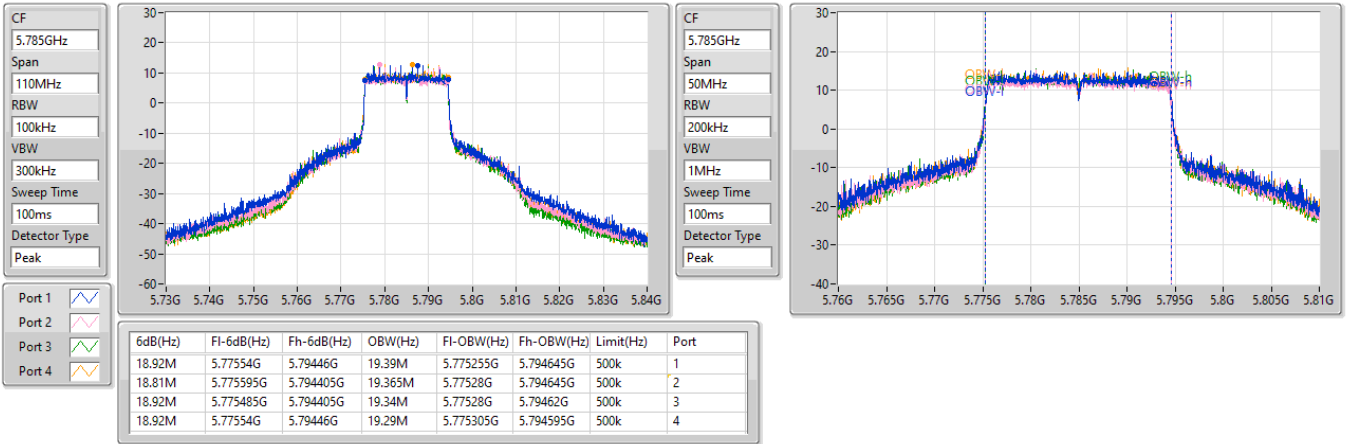 CF
5.785GHz
Span
110MHz
RBW
100kHz
VBW
300kHz
Sweep Time
100ms
Detector Type
Peak
30
20
10
0
-10
-20
-30
-40
-50
-60
5.73G 5.74G 5.75G 5.76G 5.77G 5.78G 5.79G 5.8G 5.81G 5.82G 5.83G 5.84G
CF
5.785GHz
Span
50MHz
RBW
200kHz
VBW
1MHz
Sweep Time
100ms
Detector Type
Peak
30
20
10
0
-10
-20
-30
-40
OBW-l
OBW-h
5.76G 5.765G 5.77G 5.775G 5.78G 5.785G 5.79G 5.795G 5.8G 5.805G 5.81G
Port 1
Port 2
Port 3
Port 4
6dB(Hz) Fl-6dB(Hz) Fh-6dB(Hz) OBW(Hz) Fl-OBW(Hz) Fh-OBW(Hz) Limit(Hz) Port
18.92M 5.77554G 5.79446G 19.39M 5.775255G 5.794645G 500k 1
18.81M 5.775595G 5.794405G 19.365M 5.77528G 5.794645G 500k 2
18.92M 5.775485G 5.794405G 19.34M 5.77528G 5.79462G 500k 3
18.92M 5.77554G 5.79446G 19.29M 5.775305G 5.794595G 500k 4